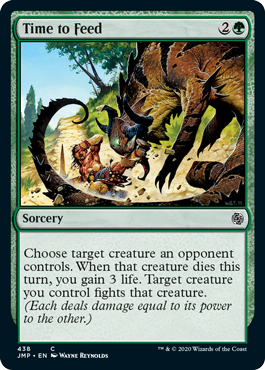 Time to Feed 2
Sorcery
Choose target creature an opponent
controls. When that creature dies this
turn, you gain 3 life. Target creature
you control fights that creature.
(Each deals damage equal to its power
to the other.)
438 C
JMP • EN WAYNE REYNOLDS ™ & © 2020 Wizards of the Coast